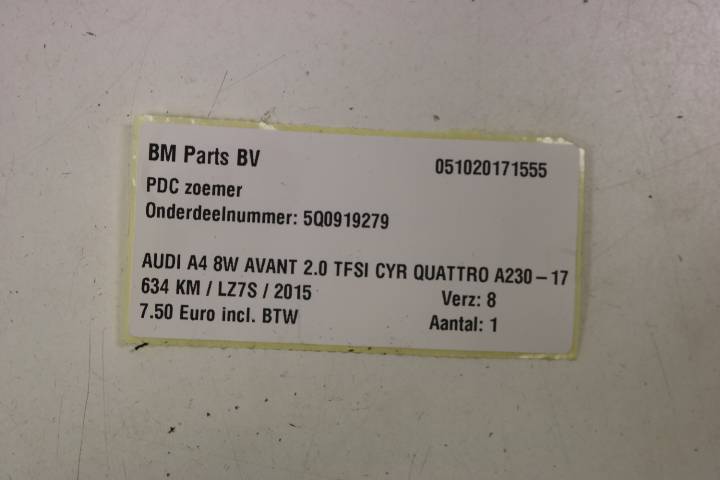 BM Parts BV 051020171555
PDC zoemer
Onderdeelnummer: 5Q0919279
AUDI A4 8W AVANT 2.0 TFSI CYR QUATTRO A230-17
634 KM / LZ7S / 2015 Verz: 8
7.50 Euro incl. BTW Aantal: 1